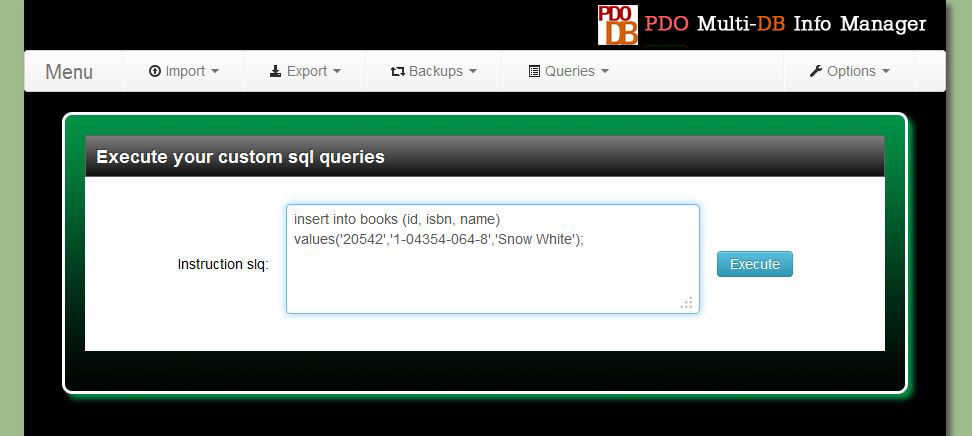 PDO DB PDO Multi-DB Info Manager
Menu Import Export Backups Queries Options
Execute your custom sql queries
insert into books (id, isbn, name)
values('20542','1-04354-064-8','Snow White');
Instruction slq: Execute